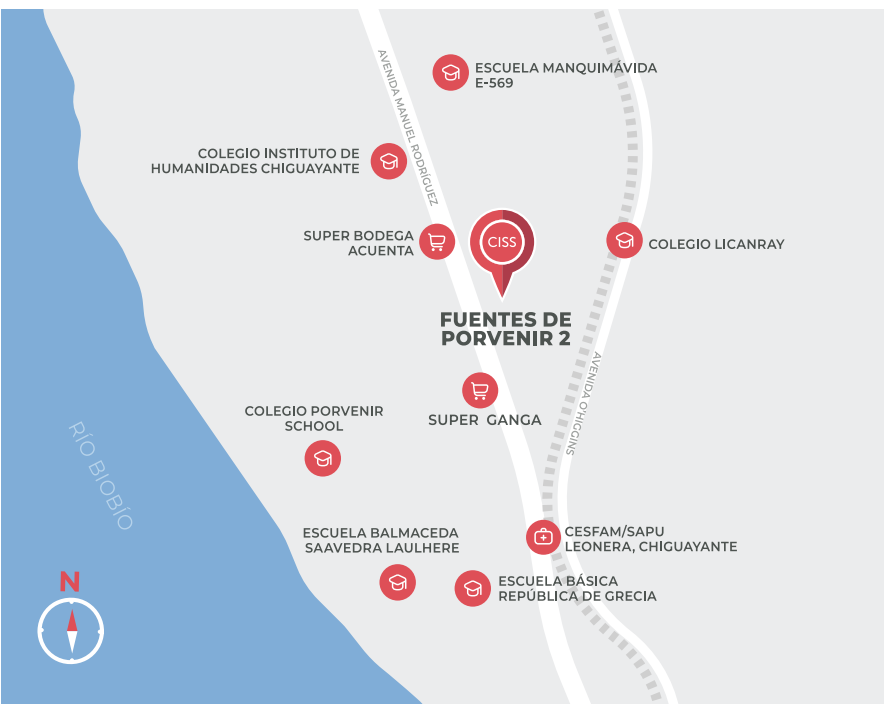 ESCUELA MANQUIMÁVIDA
E-569
AVENIDA MANUEL RODRÍGUEZ
COLEGIO INSTITUTO DE
HUMANIDADES CHIGUAYANTE
SUPER BODEGA
ACUENTA
CISS
COLEGIO LICANRAY
FUENTES DE
PORVENIR 2
AVENIDA O'HIGGINS
SUPER GANGA
COLEGIO PORVENIR
SCHOOL
RÍO BIOBÍO
CESFAM/SAPU
LEONERA, CHIGUAYANTE
ESCUELA BALMACEDA
SAAVEDRA LAULHERE
ESCUELA BÁSICA
REPÚBLICA DE GRECIA
N